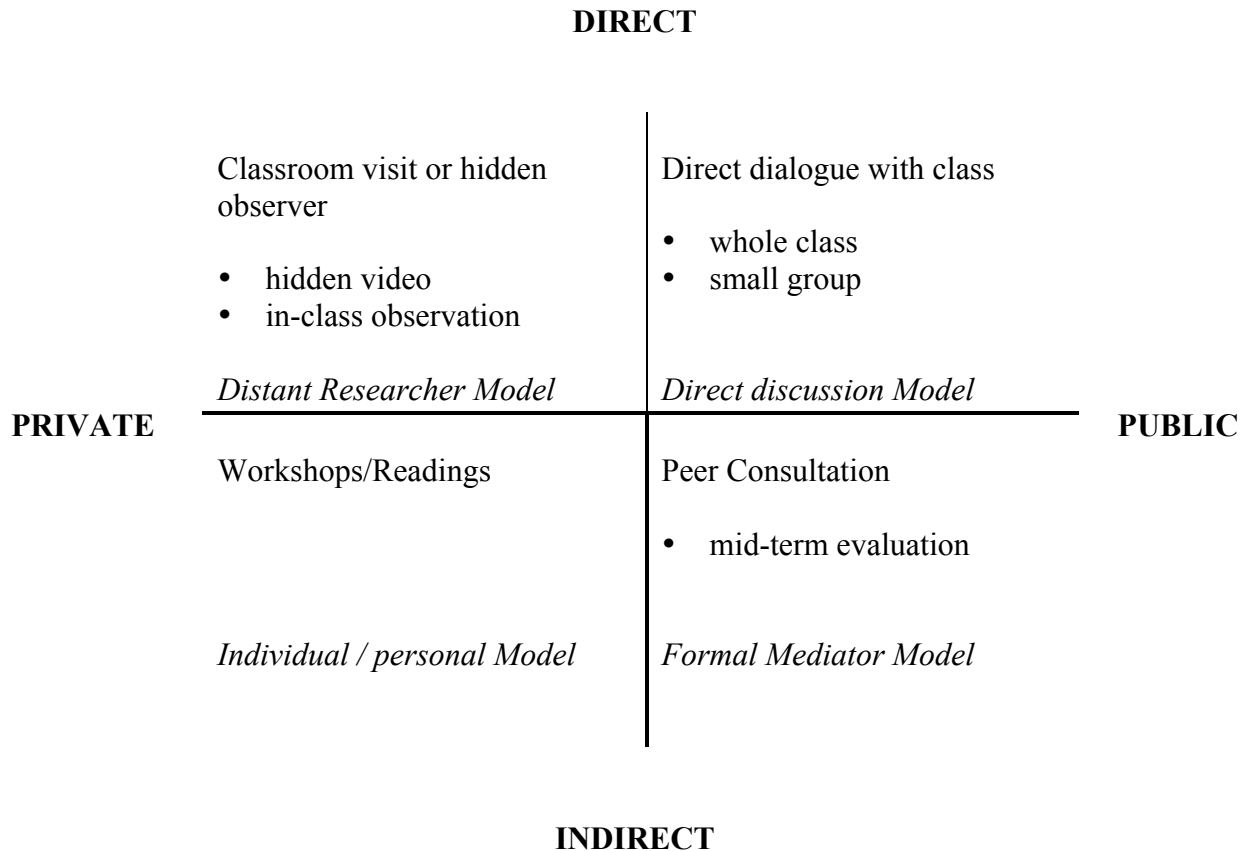 DIRECT
Classroom visit or hidden
observer
• hidden video
• in-class observation
Distant Researcher Model
Direct dialogue with class
• whole class
• small group
Direct discussion Model
PRIVATE
PUBLIC
Workshops/Readings
Individual / personal Model
Peer Consultation
• mid-term evaluation
Formal Mediator Model
INDIRECT